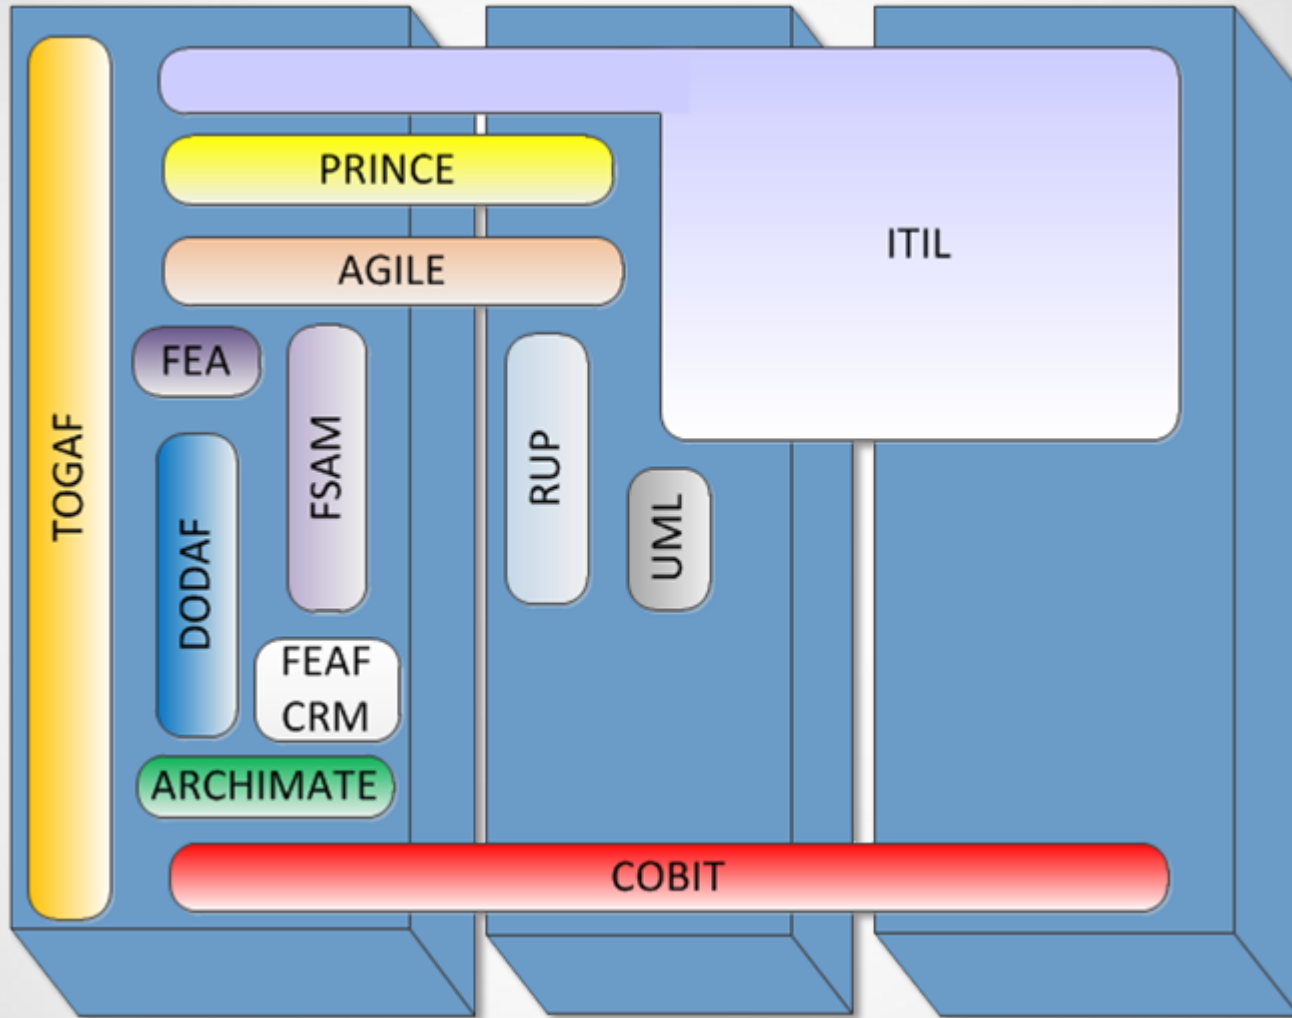 PRINCE
ITIL
AGILE
FEA
TOGAF
FSAM
RUP
UML
DODAF
FEAF
CRM
ARCHIMATE
COBIT